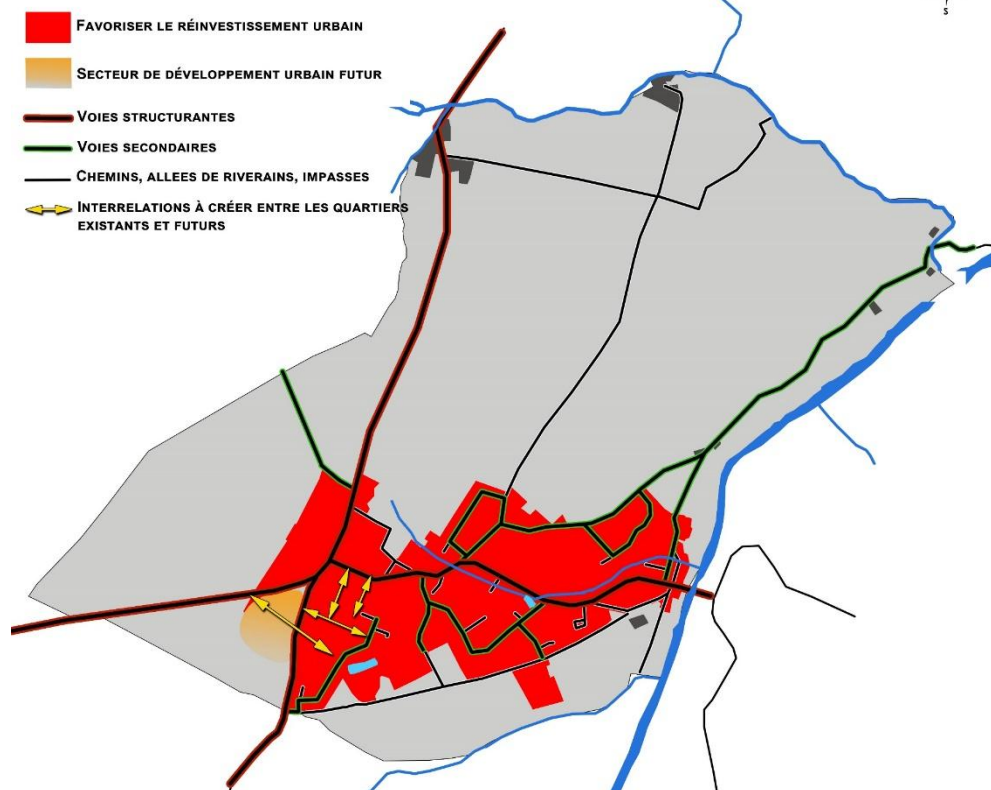 Favoriser le réinvestissement urbain
Secteur de développement urbain futur
Voies structurantes
Voies secondaires
Chemins, allees de riverains, impasses
Interrelations à créer entre les quartiers
existants et futurs
S